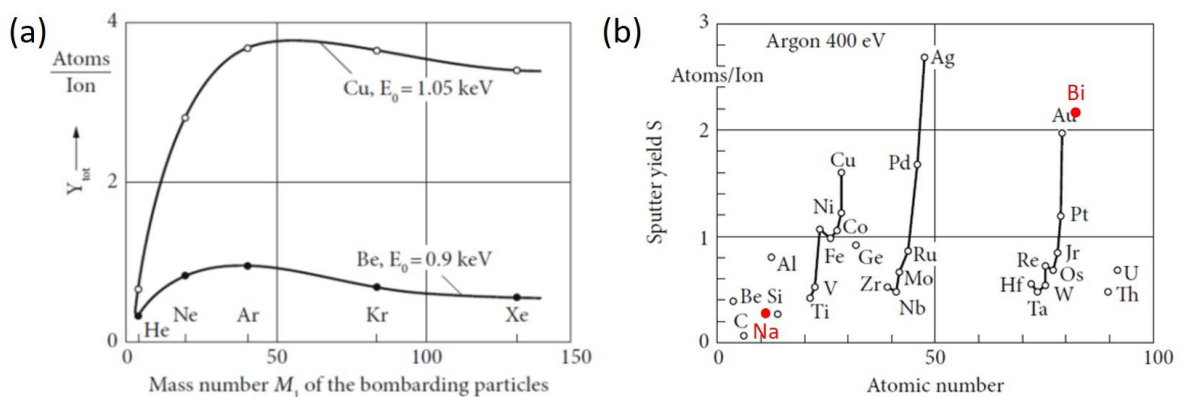 (a)
4
Atoms
Ion
Y tot
2
0
Cu, E0 = 1.05 keV
Be, E0 = 0.9 keV
He
Ne
Ar
Kr
Xe
0
50
100
150
Mass number M1 of the bombarding particles
(b)
3
Argon 400 eV
Atoms/Ion
Sputter yield S
2
1
0
Ag
Bi
Au
Cu
Pd
Ni
Pt
Co
Al
Fe
Ge
Ru
Re
Jr
Be
Si
V
Zr
Mo
Hf
Os
U
C
Na
Ti
Nb
Ta
W
Th
0
50
100
Atomic number